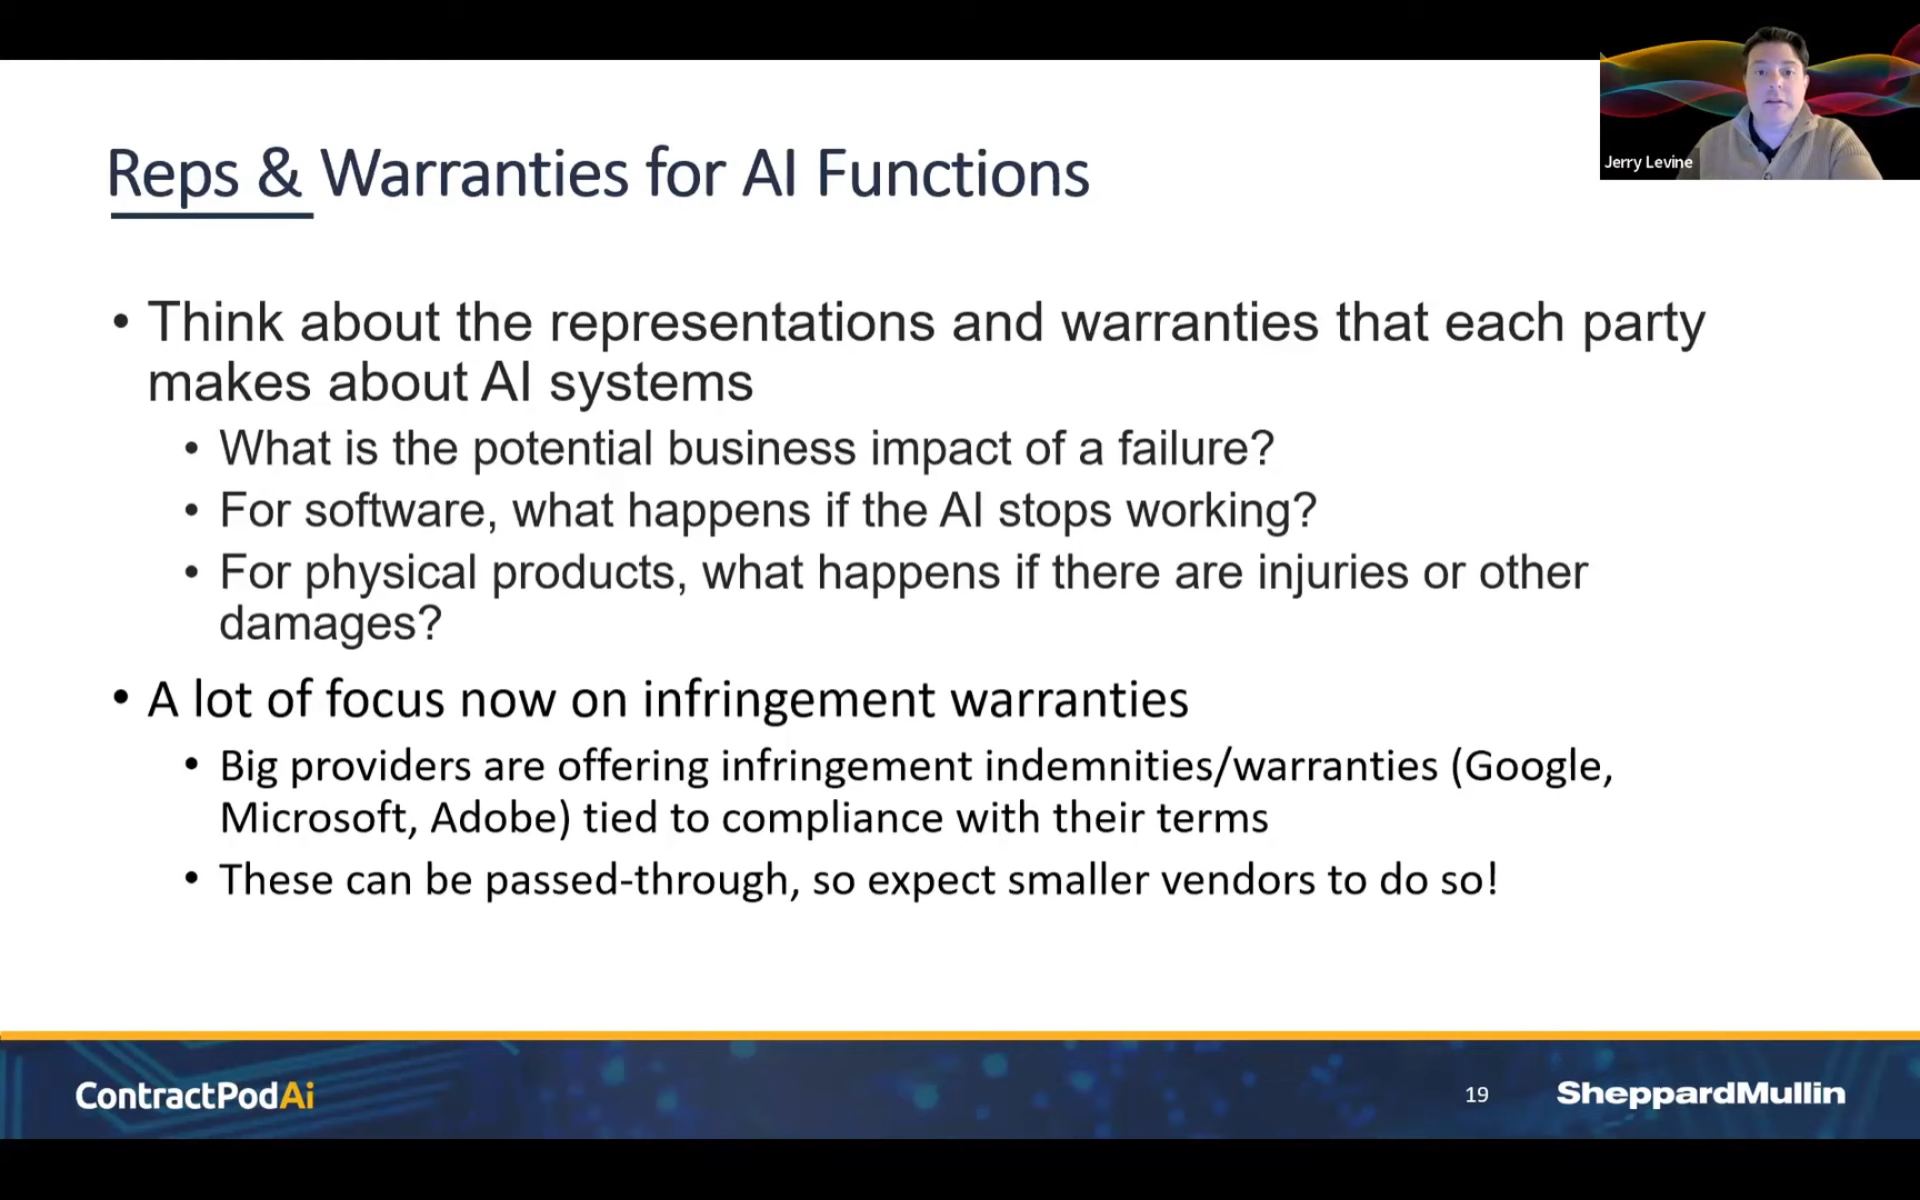 Jerry Levine
Reps & Warranties for AI Functions
• Think about the representations and warranties that each party
makes about AI systems
• What is the potential business impact of a failure?
• For software, what happens if the AI stops working?
• For physical products, what happens if there are injuries or other
damages?
• A lot of focus now on infringement warranties
• Big providers are offering infringement indemnities/warranties (Google,
Microsoft, Adobe) tied to compliance with their terms
• These can be passed-through, so expect smaller vendors to do so!
ContractPodAi
19
SheppardMullin